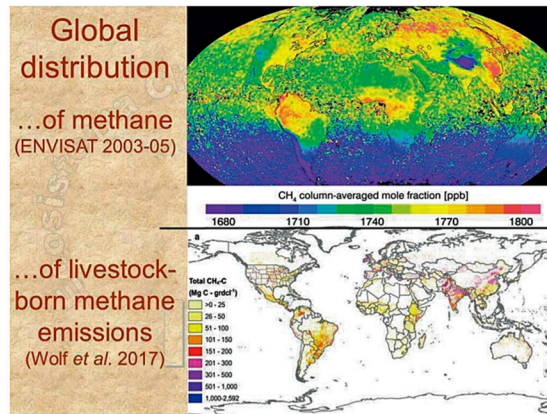 Global
distribution
...of methane
(ENVISAT 2003-05)
CH₄ column-averaged mole fraction [ppb]
1680 1710 1740 1770 1800
...of livestock-
born methane
emissions
(Wolf et al. 2017)
a
Total CH₄-C
(Mg C - grdcl⁻¹)
>0 - 25
26 - 50
51 - 100
101 - 150
151 - 200
201 - 300
301 - 500
501 - 1,000
1,000-2,592